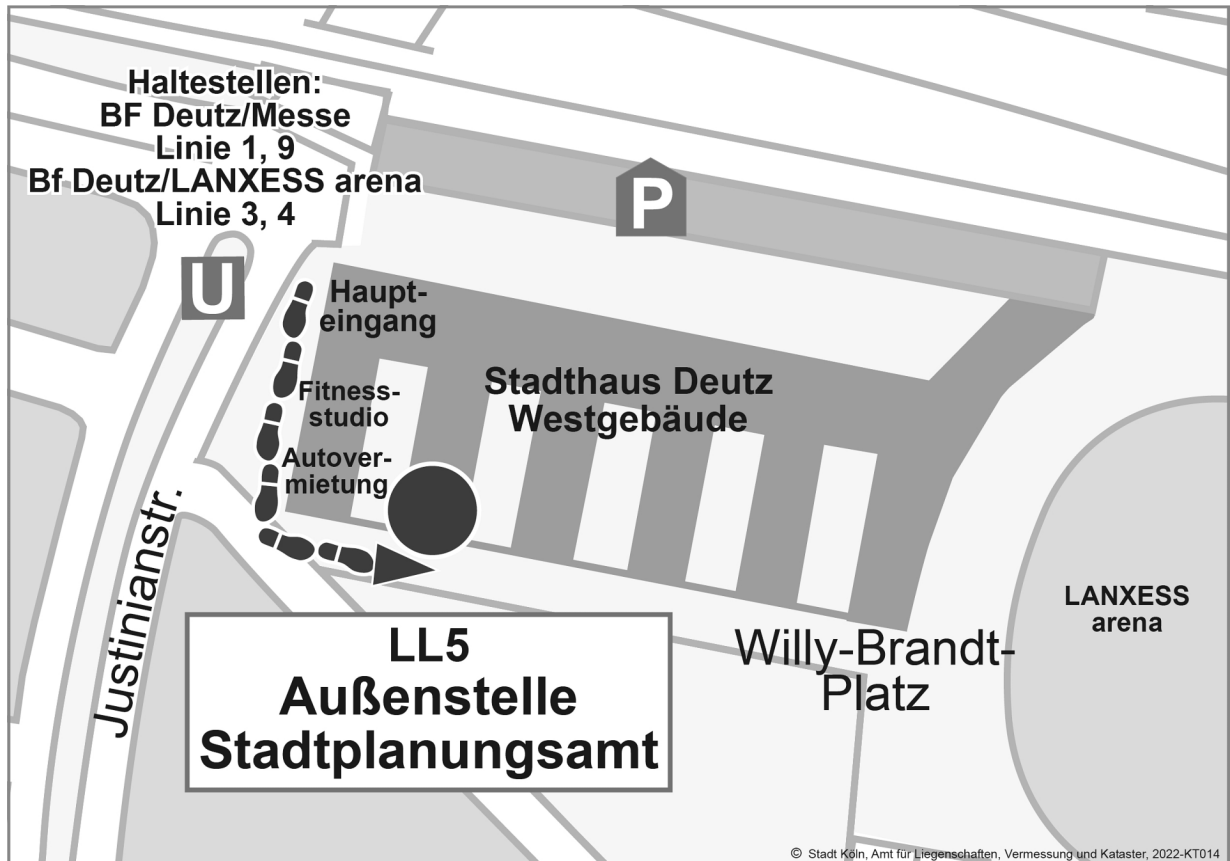 Haltestellen:
BF Deutz/Messe
Linie 1, 9
Bf Deutz/LANXESS arena
Linie 3, 4
P
U
Haupt-
eingang
Fitness-
studio
Autover-
mietung
Stadthaus Deutz
Westgebäude
Justinianstr.
LANXESS
arena
Willy-Brandt-
Platz
LL5
Außenstelle
Stadtplanungsamt
© Stadt Köln, Amt für Liegenschaften, Vermessung und Kataster, 2022-KT014